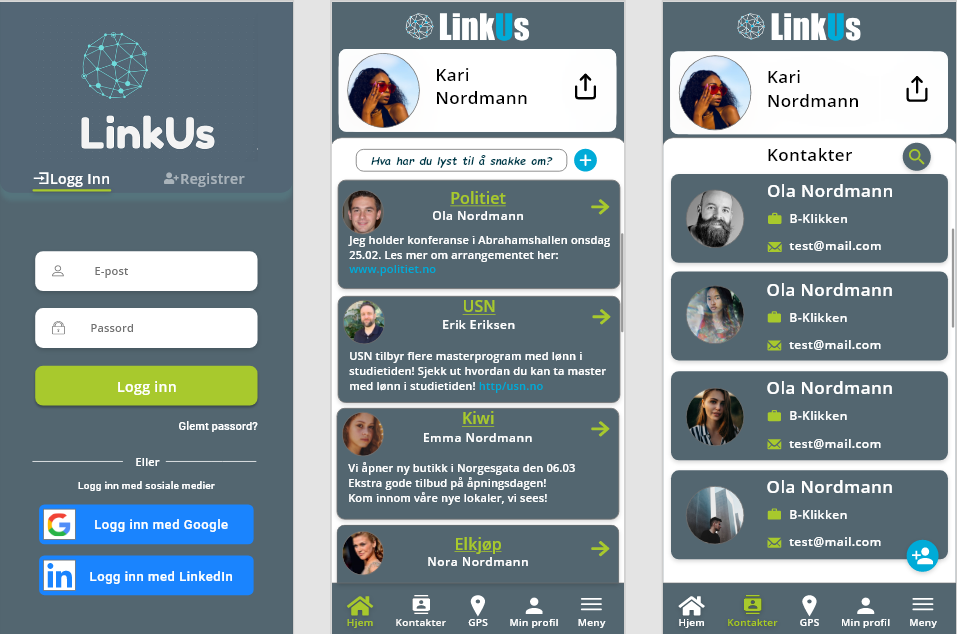 LinkUs
Logg Inn
Registrer
E-post
Passord
Logg inn
Glemt passord?
Eller
Logg inn med sosiale medier
Logg inn med Google
Logg inn med LinkedIn
LinkUs
Kari
Nordmann
Hva har du lyst til å snakke om?
Politiet
Ola Nordmann
Jeg holder konferanse i Abrahamshallen onsdag
25.02. Les mer om arrangementet her:
www.politiet.no
USN
Erik Eriksen
USN tilbyr flere masterprogram med lønn i
studietiden! Sjekk ut hvordan du kan ta master
med lønn i studietiden! http/usn.no
Kiwi
Emma Nordmann
Vi åpner ny butikk i Norgesgata den 06.03
Ekstra gode tilbud på åpningsdagen!
Kom innom våre nye lokaler, vi sees!
Elkjøp
Nora Nordmann
Hjem
Kontakter
GPS
Min profil
Meny
LinkUs
Kari
Nordmann
Kontakter
Ola Nordmann
B-Klikken
test@mail.com
Ola Nordmann
B-Klikken
test@mail.com
Ola Nordmann
B-Klikken
test@mail.com
Ola Nordmann
B-Klikken
test@mail.com
Hjem
Kontakter
GPS
Min profil
Meny